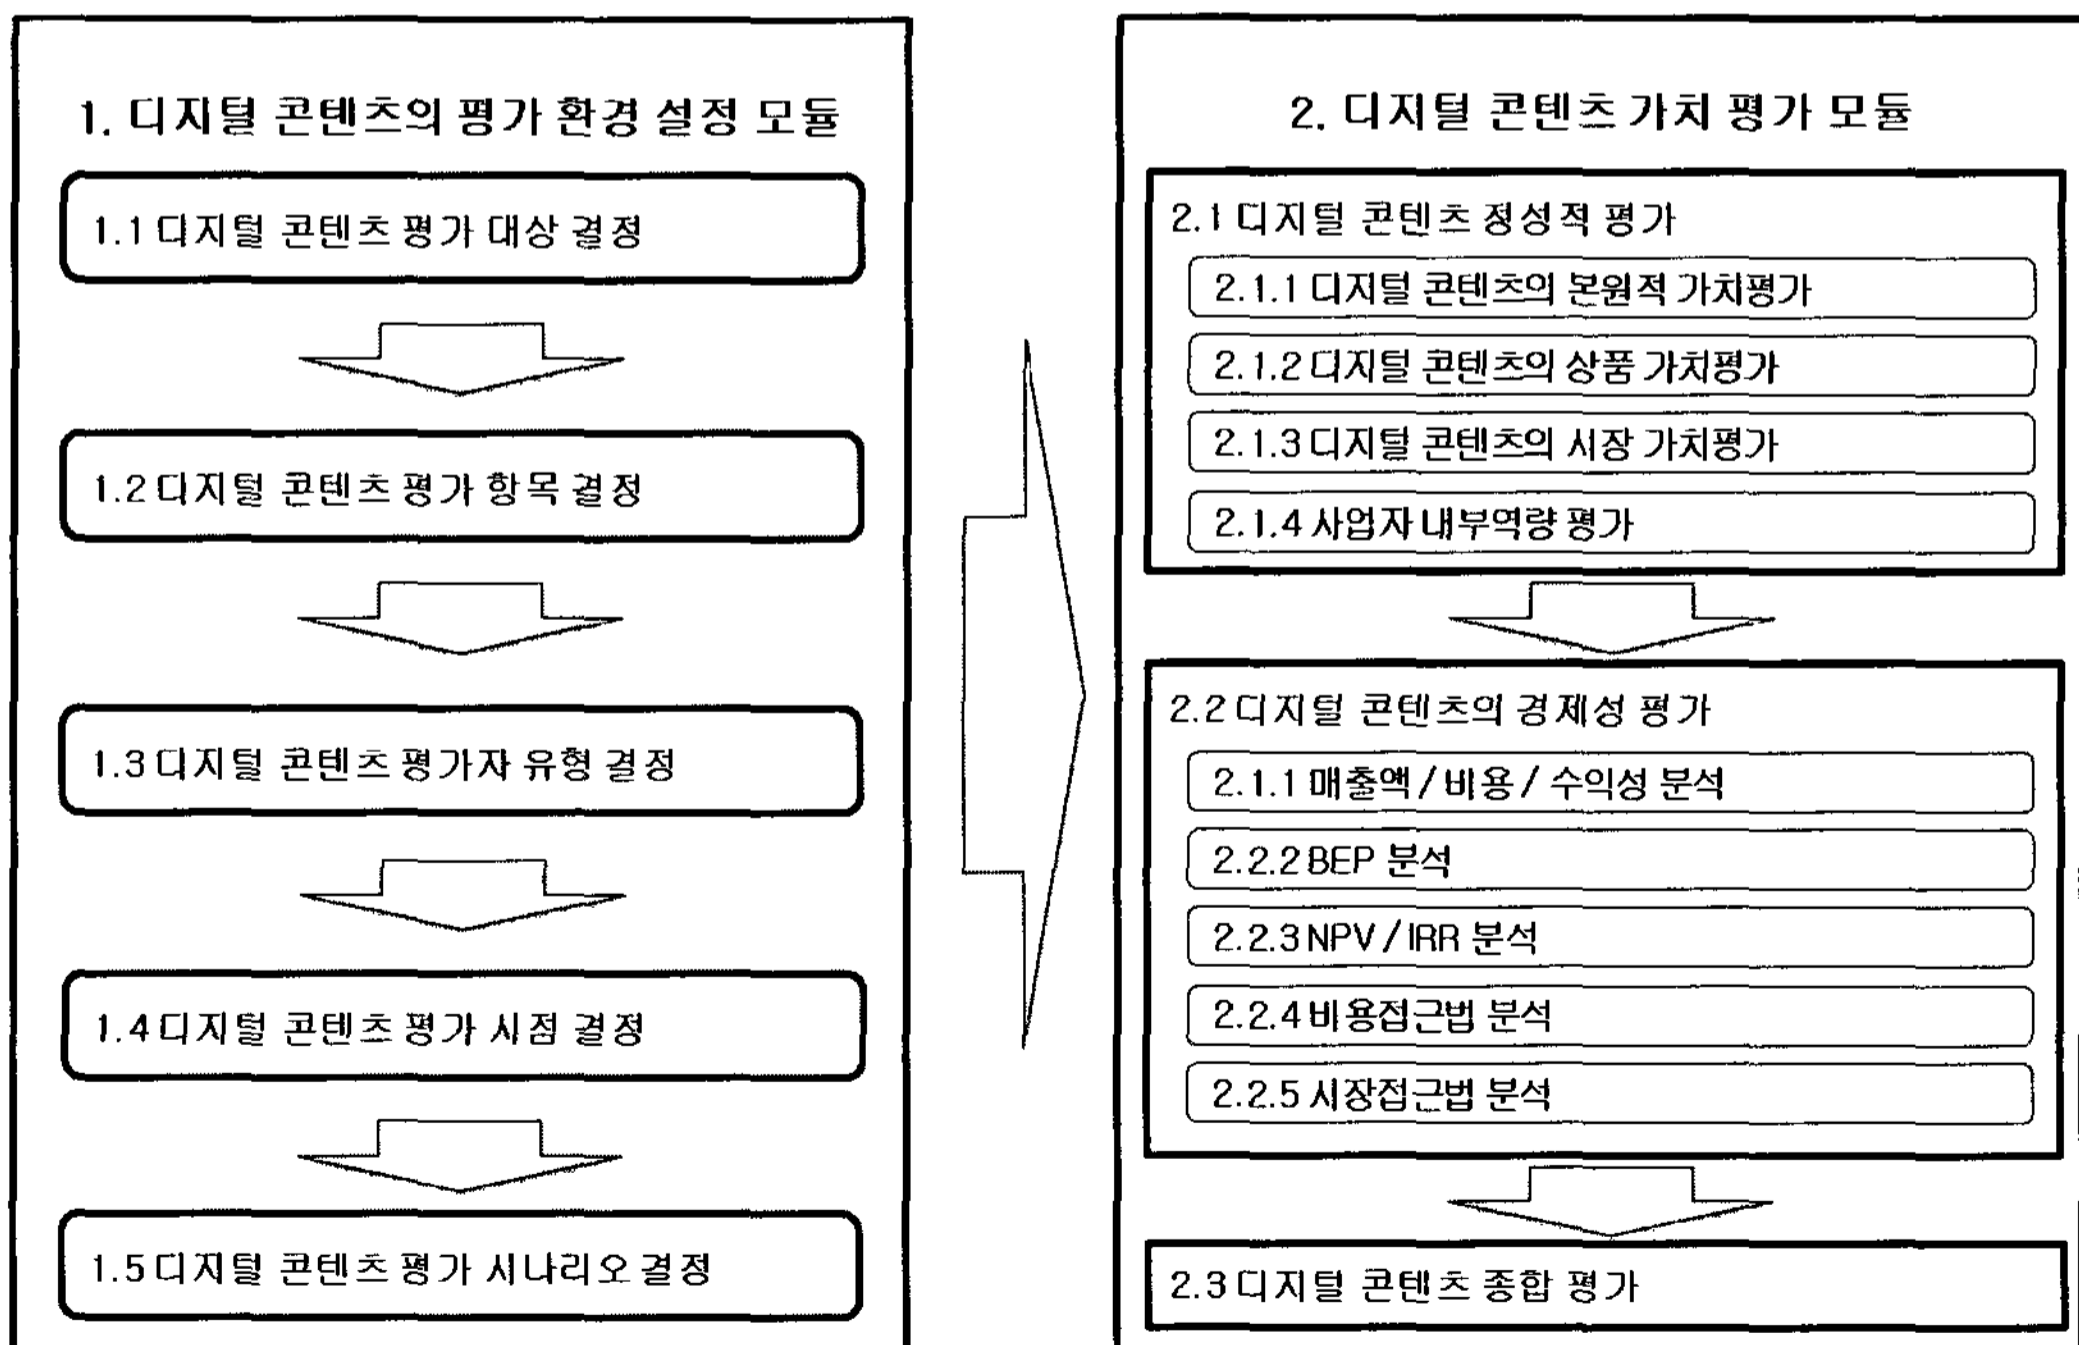 1. 디지털 콘텐츠의 평가 환경 설정 모듈
1.1 디지털 콘텐츠 평가 대상 결정
1.2 디지털 콘텐츠 평가 항목 결정
1.3 디지털 콘텐츠 평가자 유형 결정
1.4 디지털 콘텐츠 평가 시점 결정
1.5 디지털 콘텐츠 평가 시나리오 결정
2. 디지털 콘텐츠 가치 평가 모듈
2.1 디지털 콘텐츠 정성적 평가
2.1.1 디지털 콘텐츠의 본원적 가치평가
2.1.2 디지털 콘텐츠의 상품 가치평가
2.1.3 디지털 콘텐츠의 시장 가치평가
2.1.4 사업자 내부역량 평가
2.2 디지털 콘텐츠의 경제성 평가
2.1.1 매출액 / 비용 / 수익성 분석
2.2.2 BEP 분석
2.2.3 NPV / IRR 분석
2.2.4 비용접근법 분석
2.2.5 시장접근법 분석
2.3 디지털 콘텐츠 종합 평가